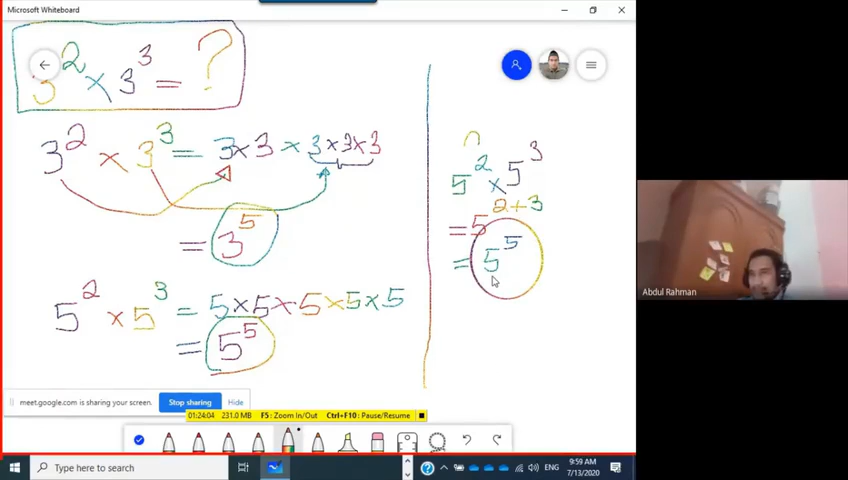 Microsoft Whiteboard
3² × 3³ = ?
3² × 3³ = 3×3 × 3×3×3
= 3⁵
5² × 5³ = 5×5×5×5×5
= 5⁵
5² × 5³
= 5²⁺³
= 5⁵
Abdul Rahman
meet.google.com is sharing your screen.
Stop sharing
Hide
01:24:04 231.0 MB F5: Zoom In/Out Ctrl+F10: Pause/Resume
Type here to search
ENG
9:59 AM
7/13/2020